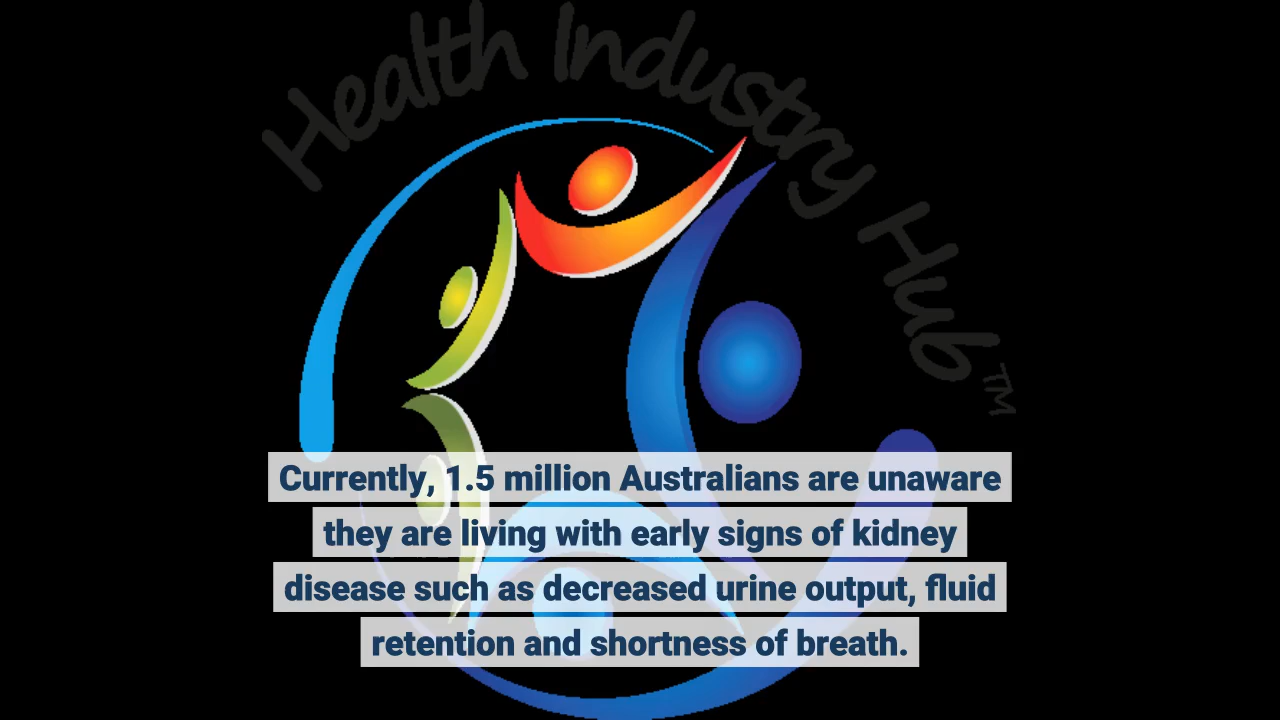 Health Industry Hub™
Currently, 1.5 million Australians are unaware
they are living with early signs of kidney
disease such as decreased urine output, fluid
retention and shortness of breath.